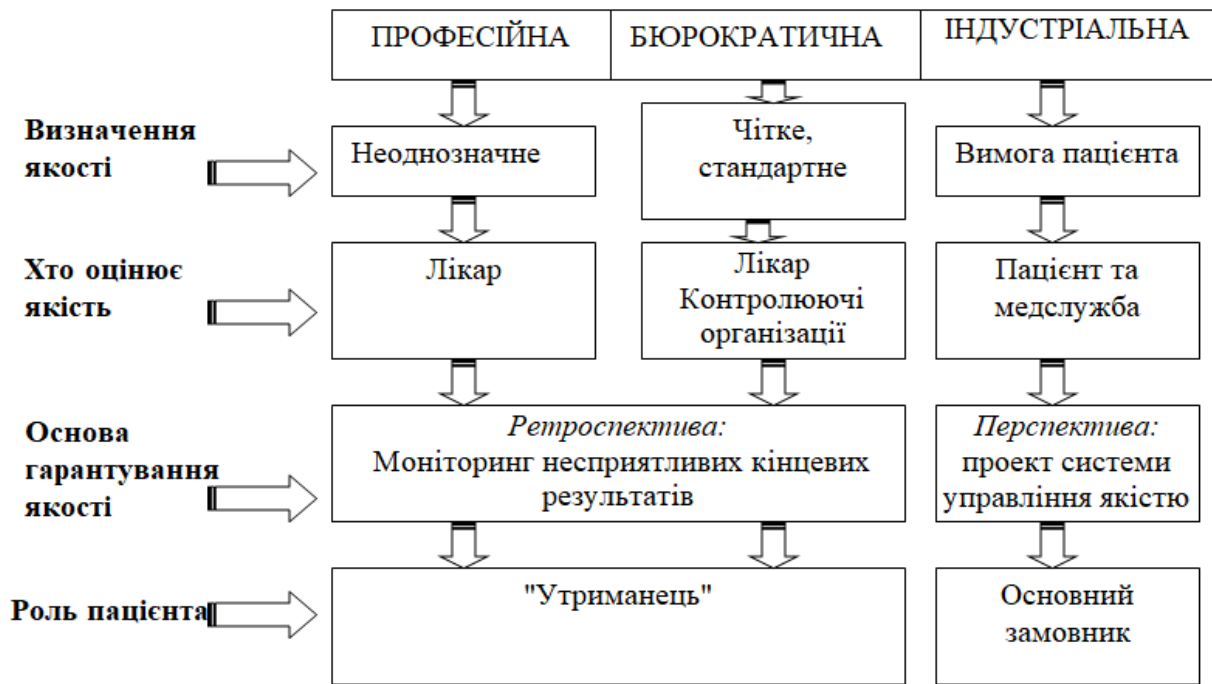 ПРОФЕСІЙНА БЮРОКРАТИЧНА ІНДУСТРІАЛЬНА
Визначення
якості
Неоднозначне
Чітке,
стандартне
Вимога пацієнта
Хто оцінює
якість
Лікар
Лікар
Контролюючі
організації
Пацієнт та
медслужба
Основа
гарантування
якості
Ретроспектива:
Моніторинг несприятливих кінцевих
результатів
Перспектива:
проект системи
управління якістю
Роль пацієнта
"Утриманець"
Основний
замовник